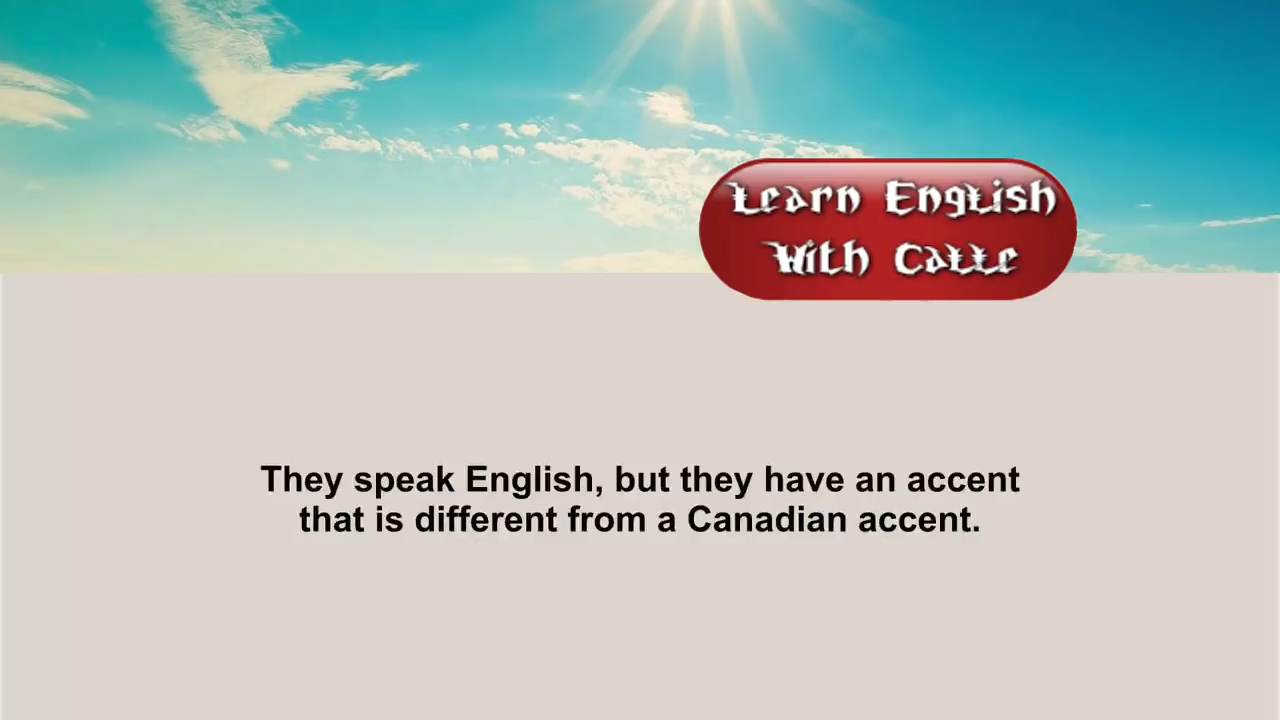 Learn English
With Catte
They speak English, but they have an accent
that is different from a Canadian accent.